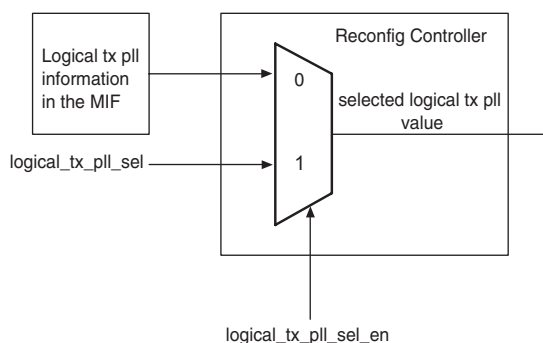 Reconfig Controller
Logical tx pll
information
in the MIF
0
selected logical tx pll
value
logical_tx_pll_sel
1
logical_tx_pll_sel_en